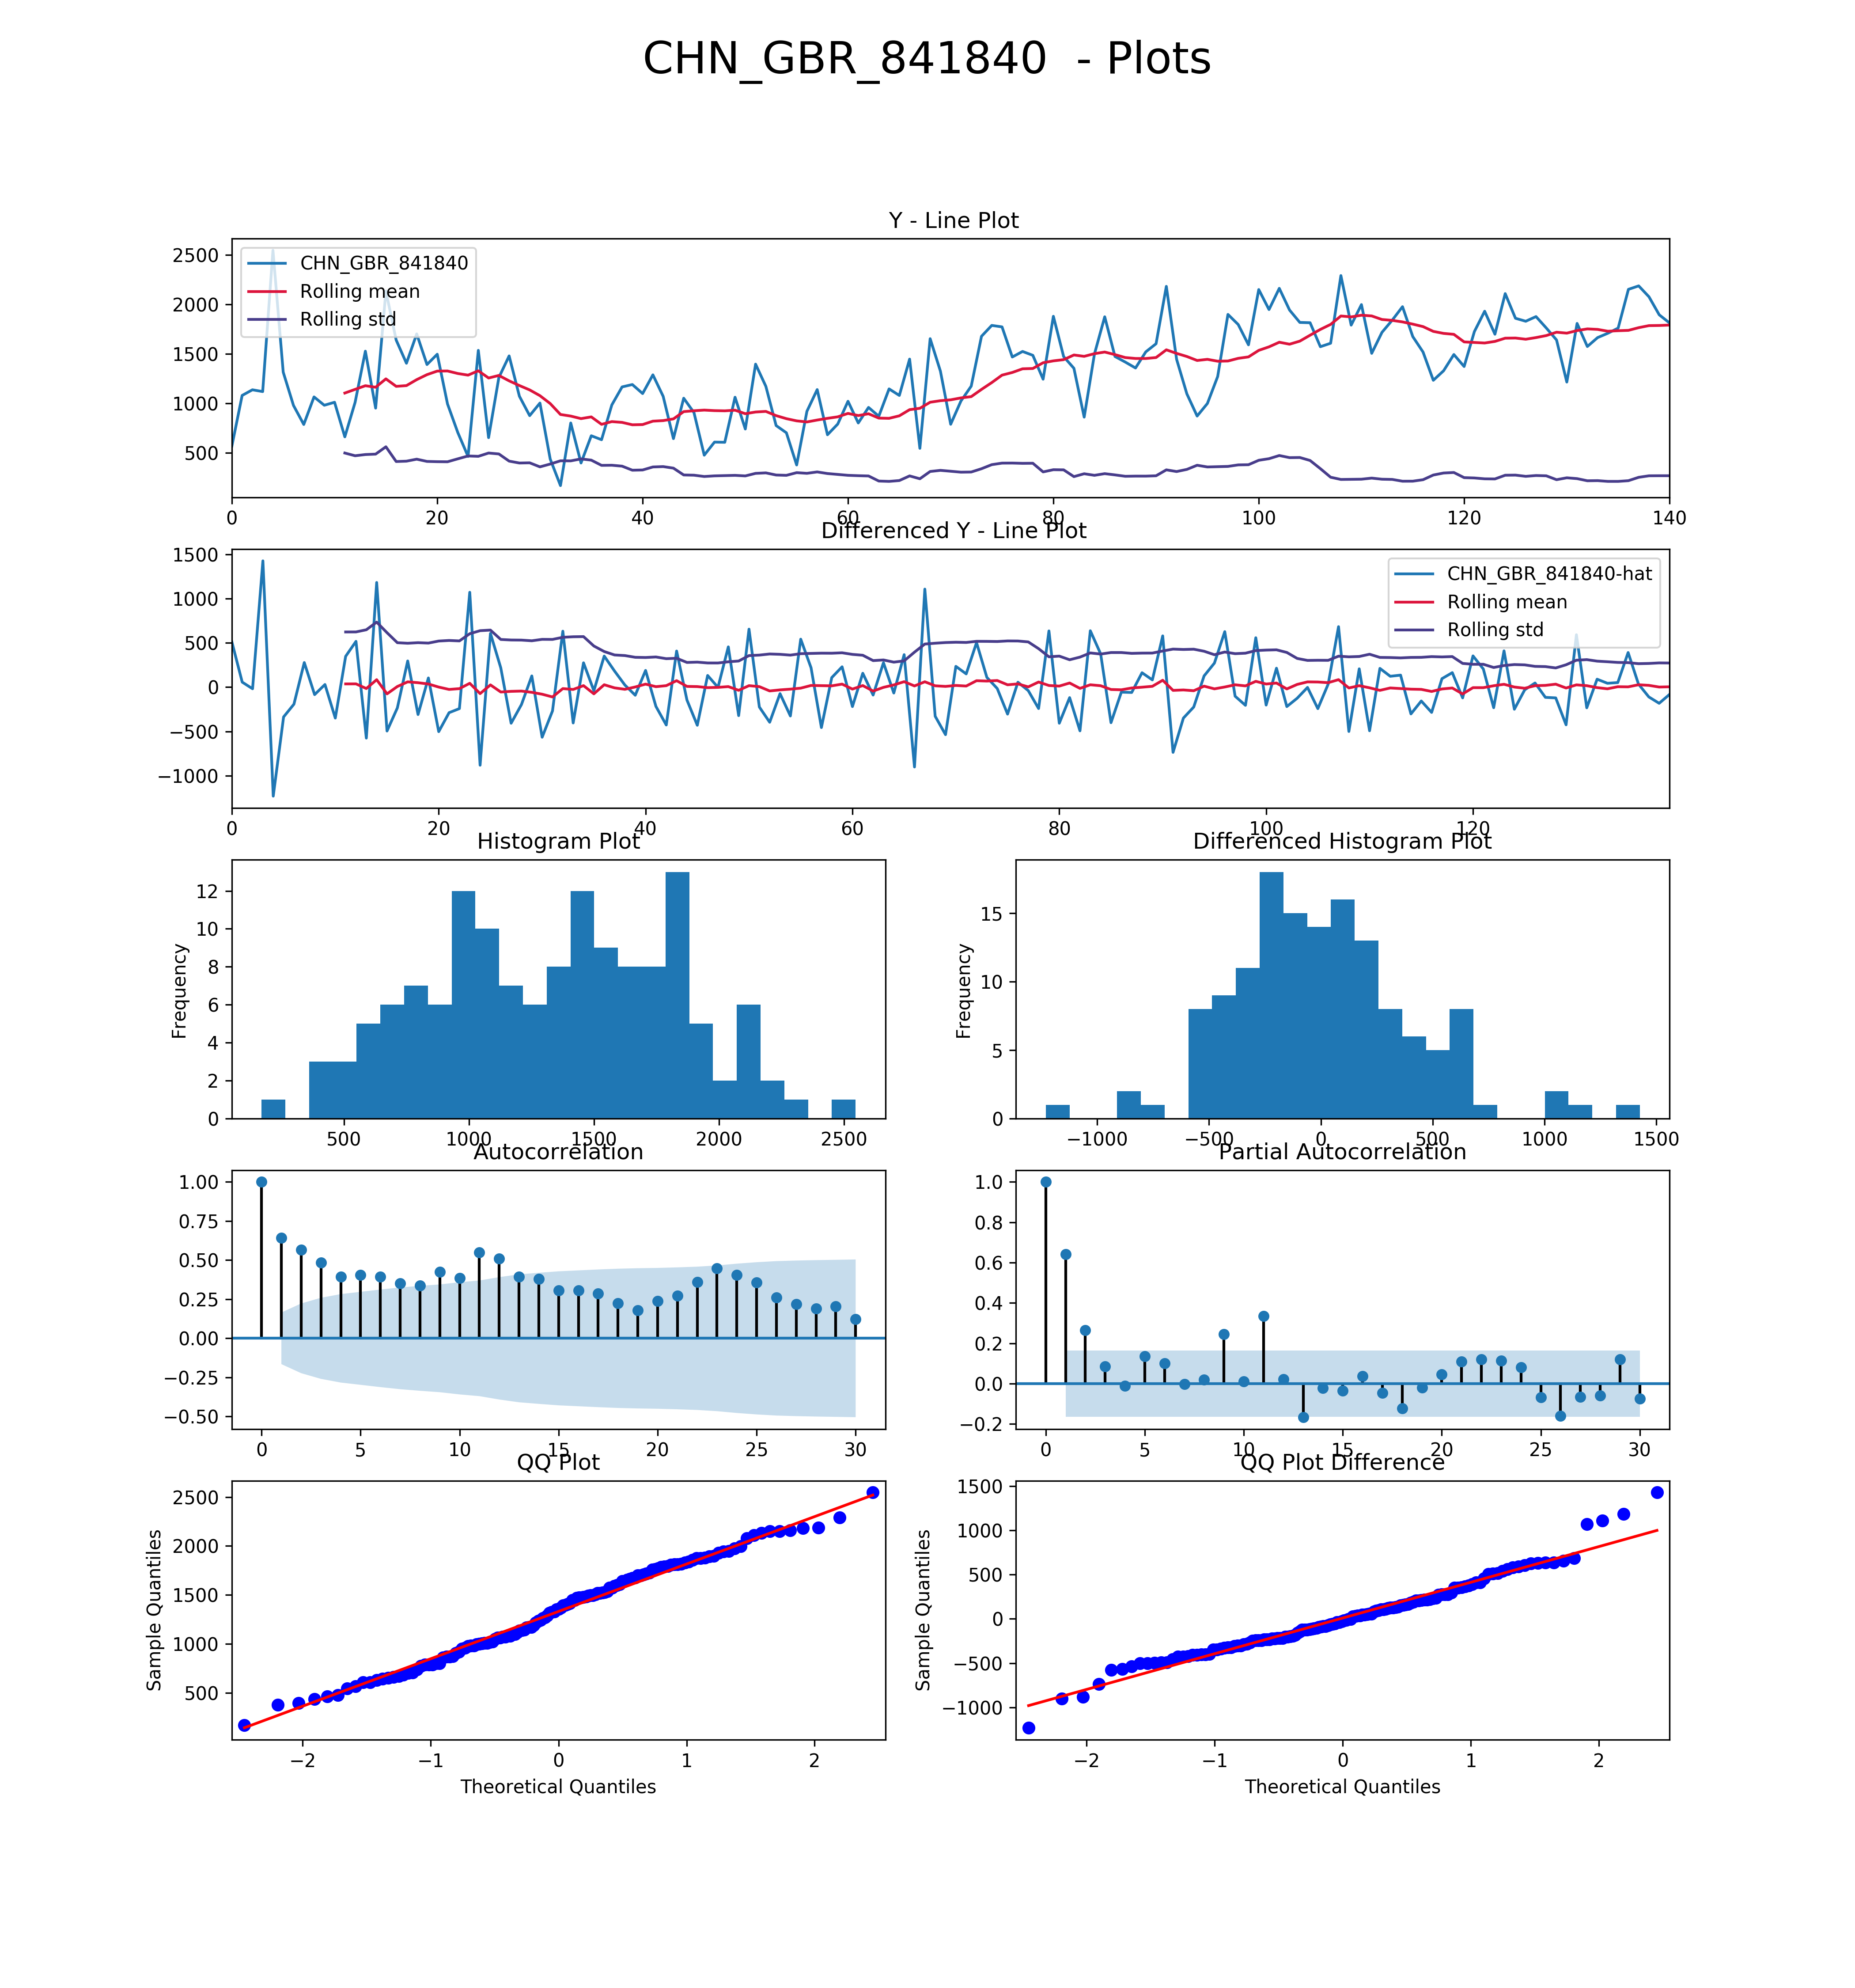 CHN_GBR_841840 - Plots
Y - Line Plot
2500
2000
1500
1000
500
CHN_GBR_841840
Rolling mean
Rolling std
0 20 40 60 80 100 120 140
Differenced Y - Line Plot
1500
1000
500
0
−500
−1000
CHN_GBR_841840-hat
Rolling mean
Rolling std
0 20 40 60 80 100 120
Histogram Plot
Frequency
12
10
8
6
4
2
0
500 1000 1500 2000 2500
Differenced Histogram Plot
Frequency
15
10
5
0
−1000 −500 0 500 1000 1500
Autocorrelation
1.00
0.75
0.50
0.25
0.00
−0.25
−0.50
0 5 10 15 20 25 30
Partial Autocorrelation
1.0
0.8
0.6
0.4
0.2
0.0
−0.2
0 5 10 15 20 25 30
QQ Plot
Sample Quantiles
2500
2000
1500
1000
500
−2 −1 0 1 2
Theoretical Quantiles
QQ Plot Difference
Sample Quantiles
1500
1000
500
0
−500
−1000
−2 −1 0 1 2
Theoretical Quantiles